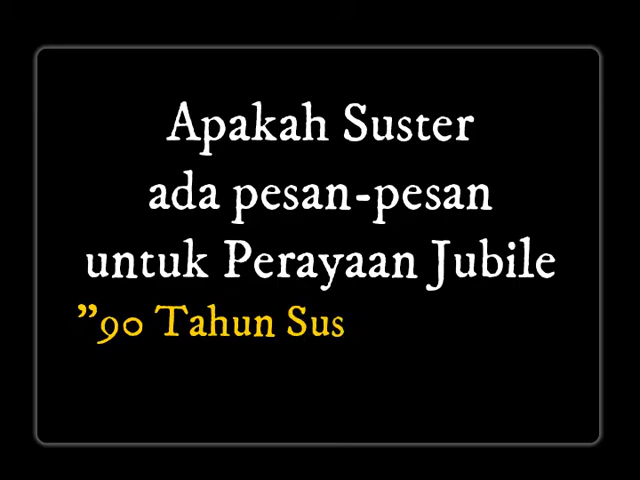 Apakah Suster
ada pesan-pesan
untuk Perayaan Jubile
”90 Tahun Sus